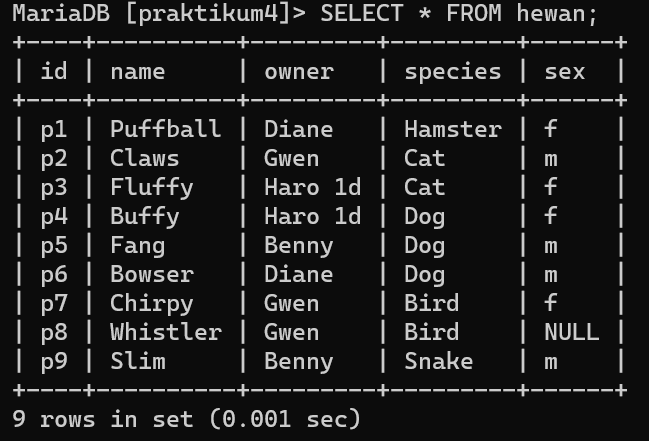 MariaDB [praktikum4]> SELECT * FROM hewan;
+----+----------+---------+---------+------+
| id | name     | owner   | species | sex  |
+----+----------+---------+---------+------+
| p1 | Puffball | Diane   | Hamster | f    |
| p2 | Claws    | Gwen    | Cat     | m    |
| p3 | Fluffy   | Haro 1d | Cat     | f    |
| p4 | Buffy    | Haro 1d | Dog     | f    |
| p5 | Fang     | Benny   | Dog     | m    |
| p6 | Bowser   | Diane   | Dog     | m    |
| p7 | Chirpy   | Gwen    | Bird    | f    |
| p8 | Whistler | Gwen    | Bird    | NULL |
| p9 | Slim     | Benny   | Snake   | m    |
+----+----------+---------+---------+------+
9 rows in set (0.001 sec)